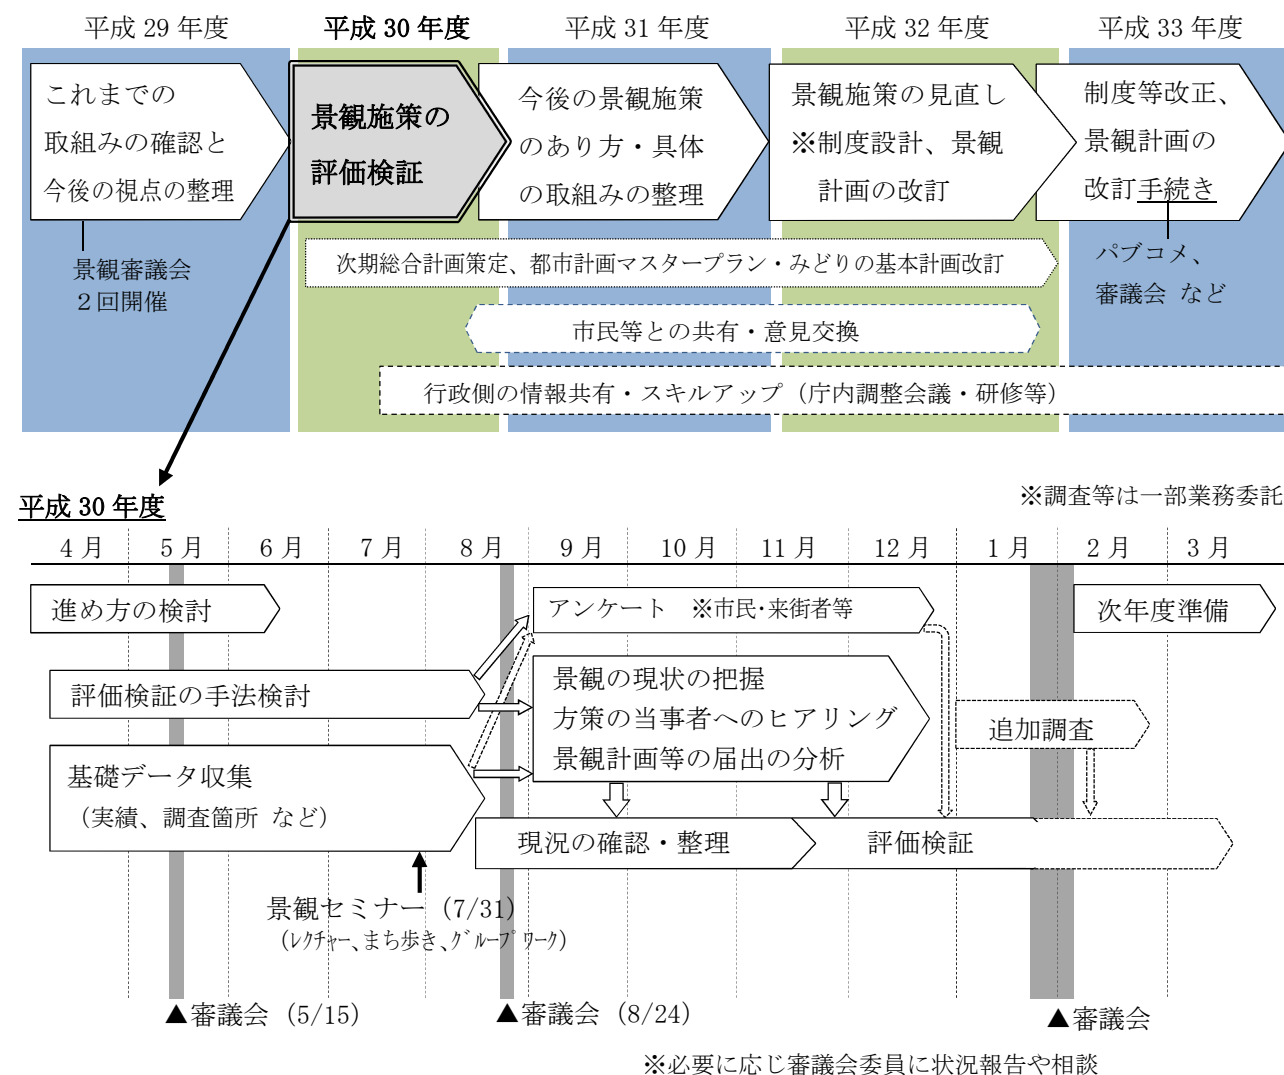 平成 29 年度
平成 30 年度
平成 31 年度
平成 32 年度
平成 33 年度
これまでの
取組みの確認と
今後の視点の整理
景観施策の
評価検証
今後の景観施策
のあり方・具体
の取組みの整理
景観施策の見直し
※制度設計、景観
計画の改訂
制度等改正、
景観計画の
改訂手続き
景観審議会
２回開催
パブコメ、
審議会 など
次期総合計画策定、都市計画マスタープラン・みどりの基本計画改訂
市民等との共有・意見交換
行政側の情報共有・スキルアップ（庁内調整会議・研修等）
平成 30 年度
※調査等は一部業務委託
4 月
5 月
6 月
7 月
8 月
9 月
10 月
11 月
12 月
1 月
2 月
3 月
進め方の検討
アンケート ※市民・来街者等
次年度準備
評価検証の手法検討
景観の現状の把握
方策の当事者へのヒアリング
景観計画等の届出の分析
追加調査
基礎データ収集
（実績、調査箇所 など）
現況の確認・整理
評価検証
景観セミナー（7/31）
（ﾚｸﾁｬｰ、まち歩き、ｸﾞﾙｰﾌﾟﾜｰｸ）
▲審議会（5/15）
▲審議会（8/24）
▲審議会
※必要に応じ審議会委員に状況報告や相談